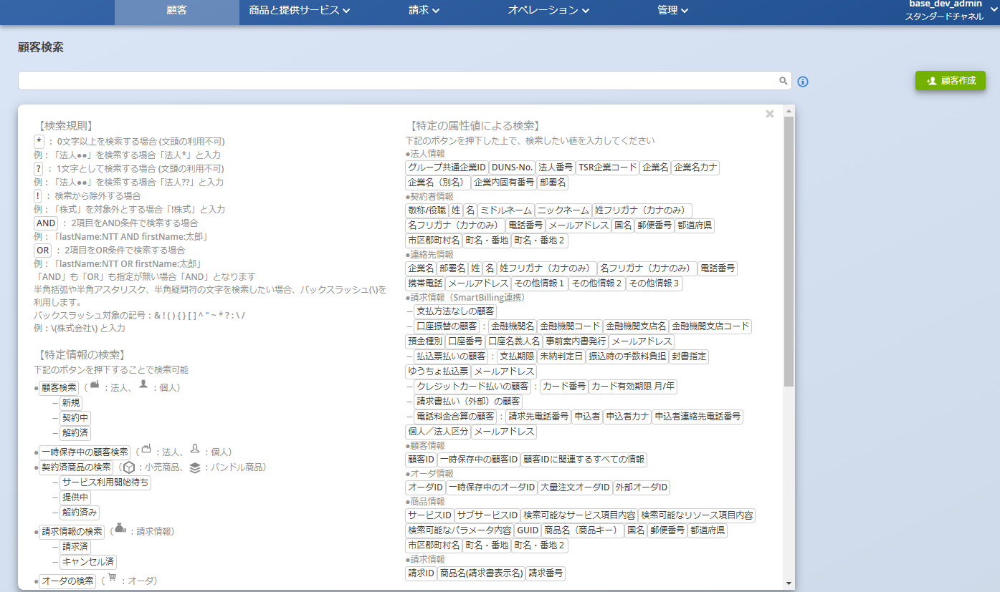 顧客
商品と提供サービス
請求
オペレーション
管理
base_dev_admin
スタンダードチャネル
顧客検索
顧客作成
【検索規則】
* ： 0文字以上を検索する場合 (文頭の利用不可)
例：「法人●●」を検索する場合「法人*」と入力
? ： 1文字として検索する場合 (文頭の利用不可)
例：「法人●●」を検索する場合「法人??」と入力
! ： 検索から除外する場合
例：「株式」を対象外とする場合「!株式」と入力
AND ： 2項目をAND条件で検索する場合
例：「lastName:NTT AND firstName:太郎」
OR ： 2項目をOR条件で検索する場合
例：「lastName:NTT OR firstName:太郎」
「AND」も「OR」も指定が無い場合「AND」となります
半角括弧や半角アスタリスク、半角疑問符の文字を検索したい場合、バックスラッシュ(\)を
利用します。
バックスラッシュ対象の記号：& ! ( ) { } [ ] ^ " ~ * ? : \ /
例：\(株式会社\) と入力
【特定情報の検索】
下記のボタンを押下することで検索可能
●顧客検索 （ ：法人、 ：個人）
– 新規
– 契約中
– 解約済
●一時保存中の顧客検索 （ ：法人、 ：個人）
●契約済商品の検索 （ ：小売商品、 ：バンドル商品）
– サービス利用開始待ち
– 提供中
– 解約済み
●請求情報の検索 （ ：請求情報）
– 請求済
– キャンセル済
●オーダの検索 （ ：オーダ）
【特定の属性値による検索】
下記のボタンを押下した上で、検索したい値を入力してください
●法人情報
グループ共通企業ID DUNS-No. 法人番号 TSR企業コード 企業名 企業名カナ
企業名（別名） 企業内固有番号 部署名
●契約者情報
敬称/役職 姓 名 ミドルネーム ニックネーム 姓フリガナ（カナのみ）
名フリガナ（カナのみ） 電話番号 メールアドレス 国名 郵便番号 都道府県
市区郡町村名 町名・番地 町名・番地２
●連絡先情報
企業名 部署名 姓 名 姓フリガナ（カナのみ） 名フリガナ（カナのみ） 電話番号
携帯電話 メールアドレス その他情報１ その他情報２ その他情報３
●請求情報（SmartBilling連携）
– 支払方法なしの顧客
– 口座振替の顧客 ： 金融機関名 金融機関コード 金融機関支店名 金融機関支店コード
預金種別 口座番号 口座名義人名 事前案内書発行 メールアドレス
– 払込票払いの顧客 ： 支払期限 未納判定日 振込時の手数料負担 封書指定
ゆうちょ払込票 メールアドレス
– クレジットカード払いの顧客 ： カード番号 カード有効期限 月/年
– 請求書払い（外部）の顧客
– 電話料金合算の顧客 ： 請求先電話番号 申込者 申込者カナ 申込者連絡先電話番号
個人／法人区分 メールアドレス
●顧客情報
顧客ID 一時保存中の顧客ID 顧客IDに関連するすべての情報
●オーダ情報
オーダID 一時保存中のオーダID 大量注文オーダID 外部オーダID
●商品情報
サービスID サブサービスID 検索可能なサービス項目内容 検索可能なリソース項目内容
検索可能なパラメータ内容 GUID 商品名（商品キー） 国名 郵便番号 都道府県
市区郡町村名 町名・番地 町名・番地２
●請求情報
請求ID 商品名(請求書表示名) 請求番号